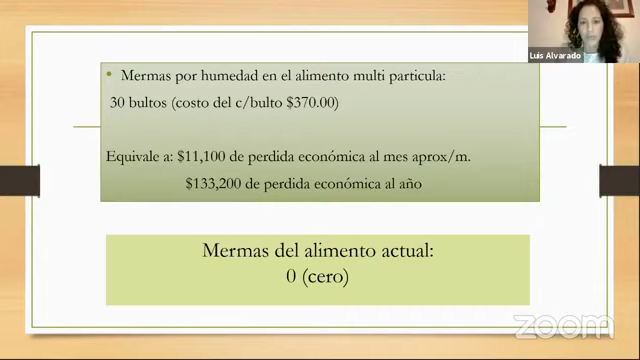 Luis Alvarado
Mermas por humedad en el alimento multi particula:
30 bultos (costo del c/bulto $370.00)
Equivale a: $11,100 de perdida económica al mes aprox/m.
$133,200 de perdida económica al año
Mermas del alimento actual:
0 (cero)
zoom